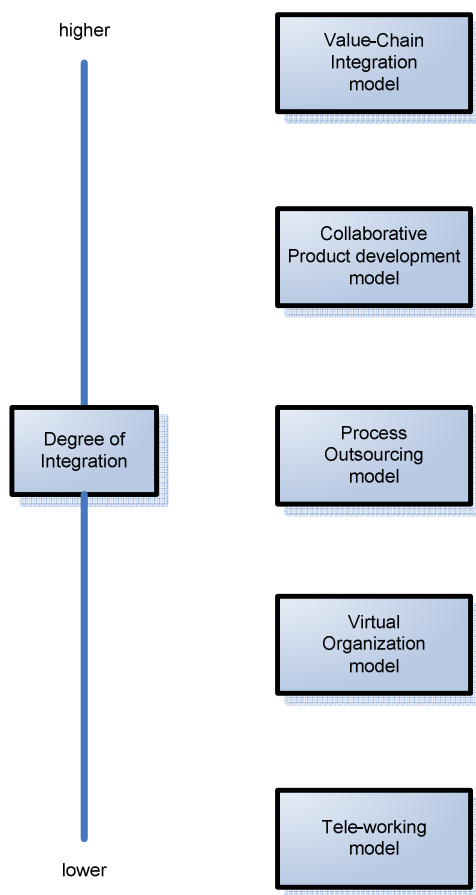 higher
Value-Chain
Integration
model
Collaborative
Product development
model
Degree of
Integration
Process
Outsourcing
model
Virtual
Organization
model
Tele-working
model
lower